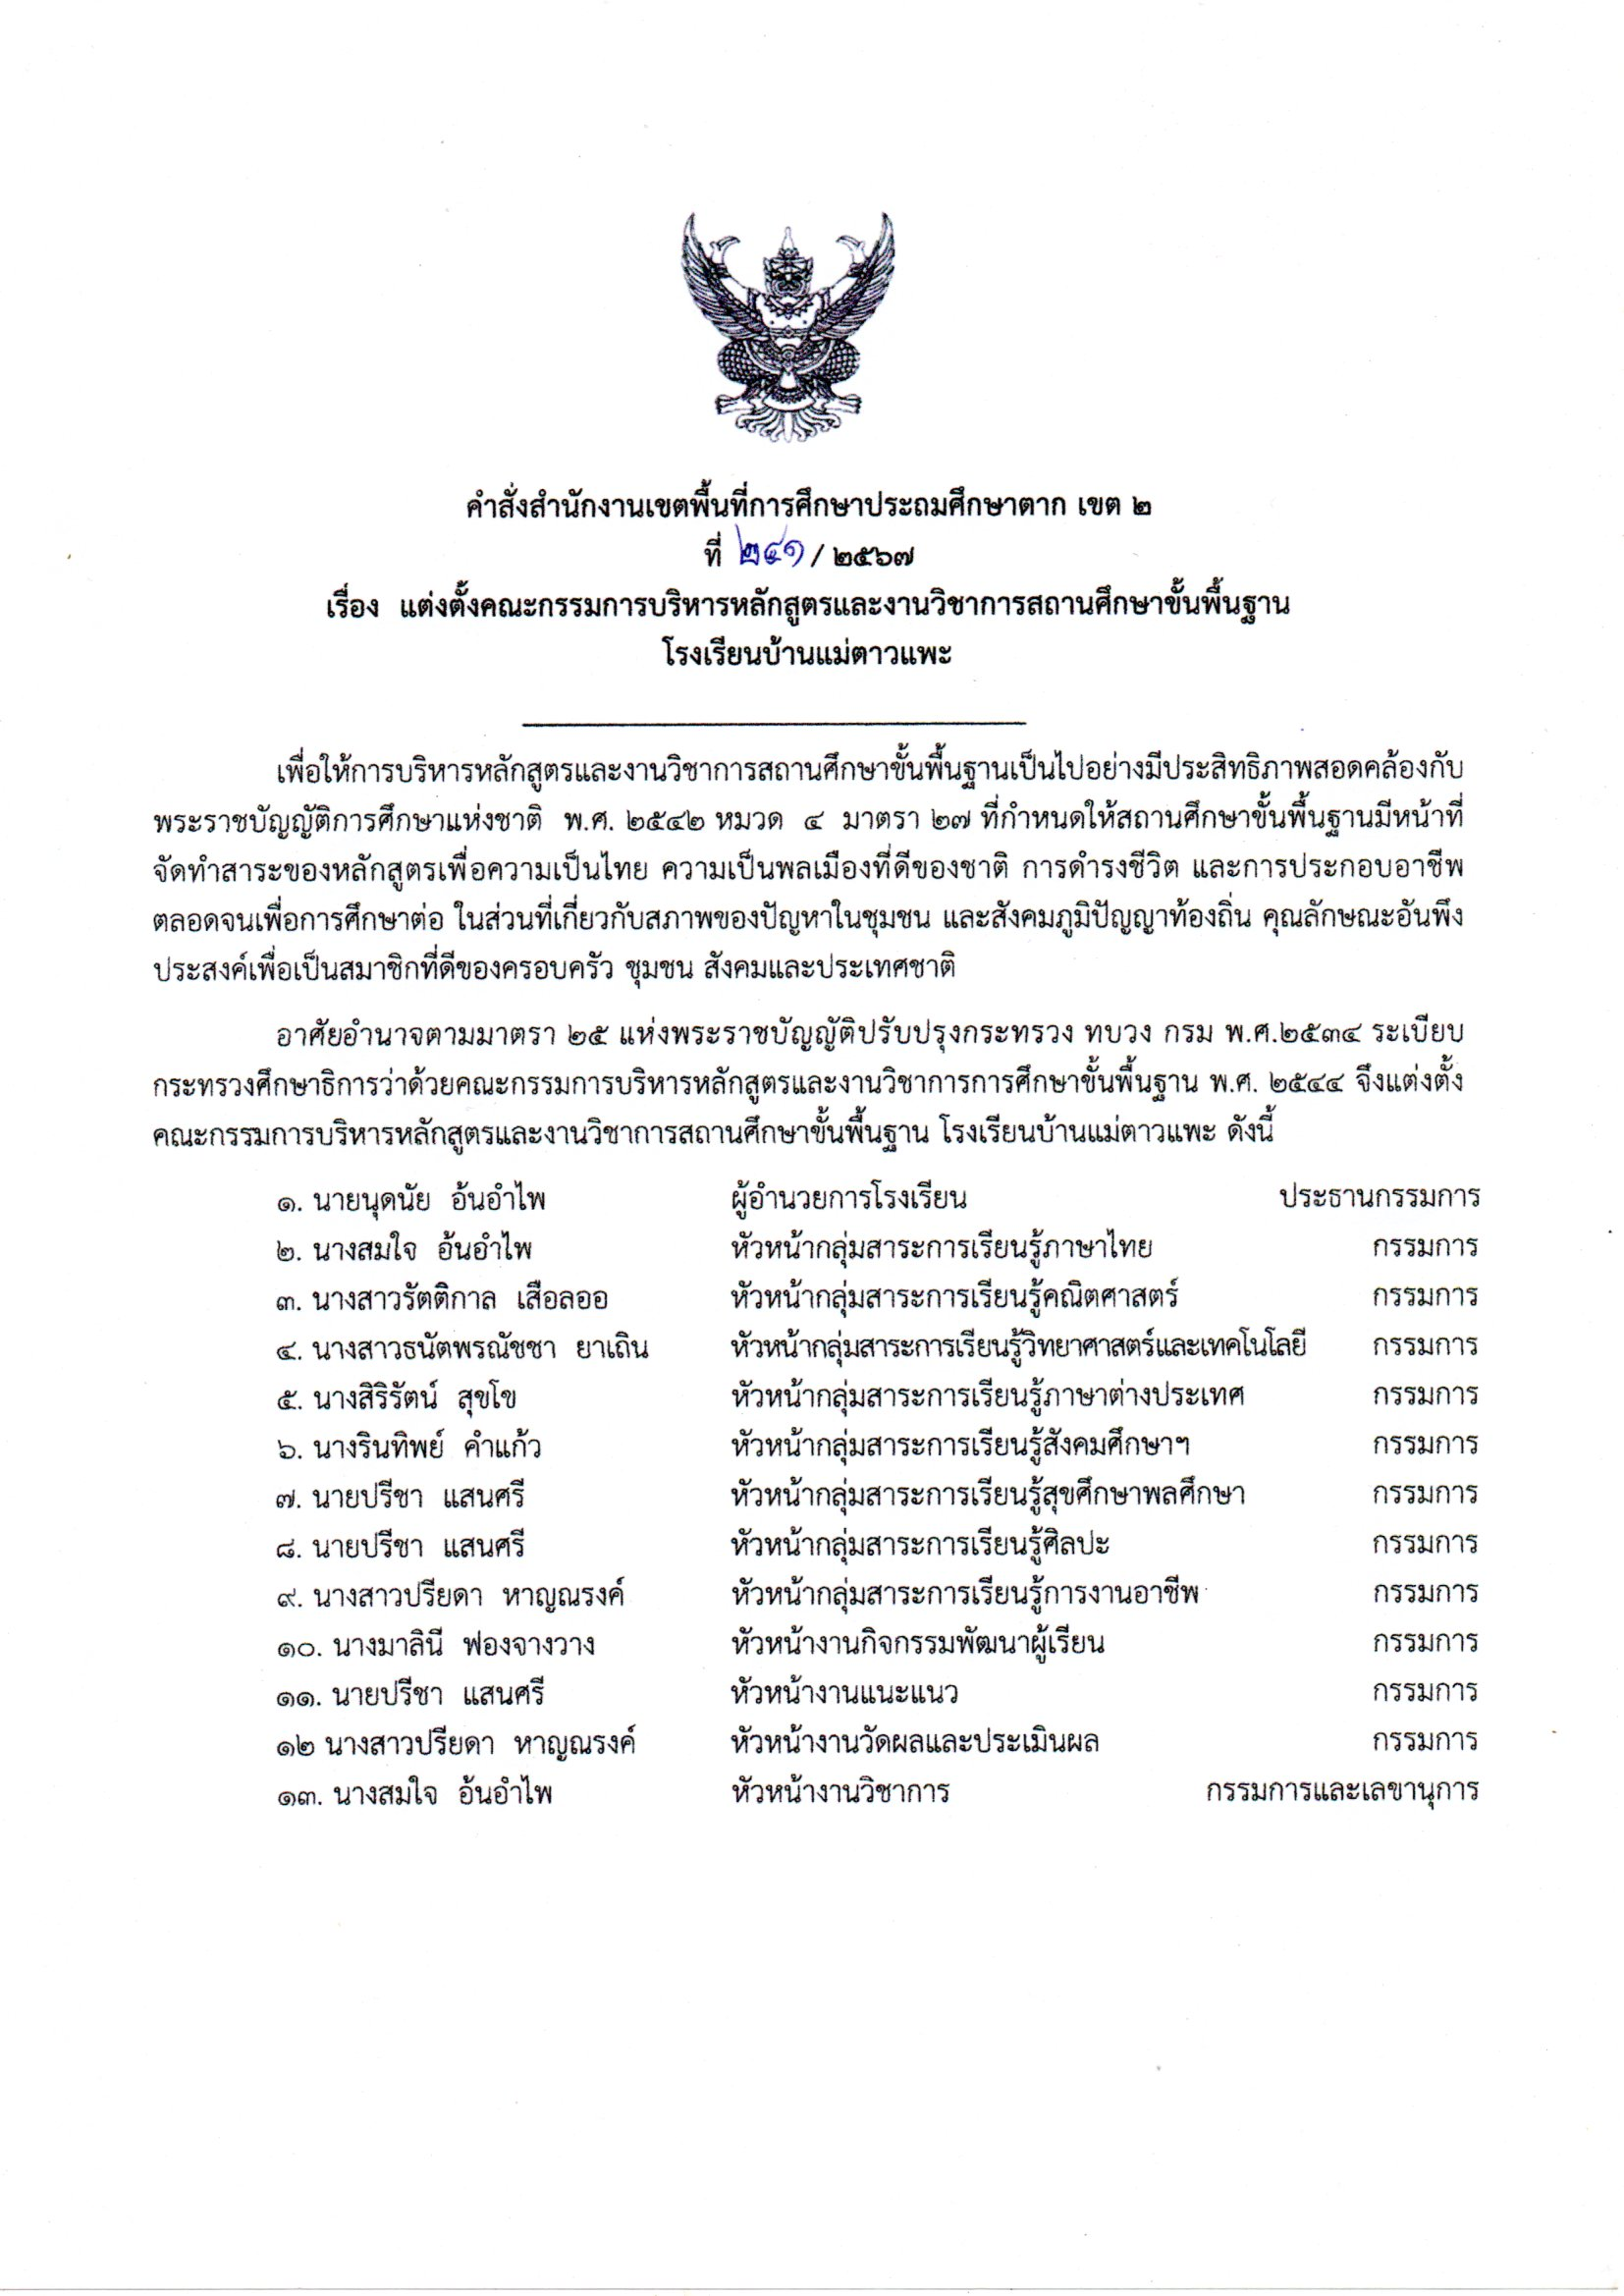 คำสั่งสำนักงานเขตพื้นที่การศึกษาประถมศึกษาตาก เขต ๒
ที่ ๒๔๑ / ๒๕๖๗
เรื่อง แต่งตั้งคณะกรรมการบริหารหลักสูตรและงานวิชาการสถานศึกษาขั้นพื้นฐาน
โรงเรียนบ้านแม่ตาวแพะ
เพื่อให้การบริหารหลักสูตรและงานวิชาการสถานศึกษาขั้นพื้นฐานเป็นไปอย่างมีประสิทธิภาพสอดคล้องกับ
พระราชบัญญัติการศึกษาแห่งชาติ พ.ศ. ๒๕๔๒ หมวด ๔ มาตรา ๒๗ ที่กำหนดให้สถานศึกษาขั้นพื้นฐานมีหน้าที่
จัดทำสาระของหลักสูตรเพื่อความเป็นไทย ความเป็นพลเมืองที่ดีของชาติ การดำรงชีวิต และการประกอบอาชีพ
ตลอดจนเพื่อการศึกษาต่อ ในส่วนที่เกี่ยวกับสภาพของปัญหาในชุมชน และสังคมภูมิปัญญาท้องถิ่น คุณลักษณะอันพึง
ประสงค์เพื่อเป็นสมาชิกที่ดีของครอบครัว ชุมชน สังคมและประเทศชาติ
อาศัยอำนาจตามมาตรา ๒๕ แห่งพระราชบัญญัติปรับปรุงกระทรวง ทบวง กรม พ.ศ.๒๕๓๔ ระเบียบ
กระทรวงศึกษาธิการว่าด้วยคณะกรรมการบริหารหลักสูตรและงานวิชาการการศึกษาขั้นพื้นฐาน พ.ศ. ๒๕๔๔ จึงแต่งตั้ง
คณะกรรมการบริหารหลักสูตรและงานวิชาการสถานศึกษาขั้นพื้นฐาน โรงเรียนบ้านแม่ตาวแพะ ดังนี้
๑. นายนุดนัย อ้นอำไพ ผู้อำนวยการโรงเรียน ประธานกรรมการ
๒. นางสมใจ อ้นอำไพ หัวหน้ากลุ่มสาระการเรียนรู้ภาษาไทย กรรมการ
๓. นางสาวรัตติกาล เสือลออ หัวหน้ากลุ่มสาระการเรียนรู้คณิตศาสตร์ กรรมการ
๔. นางสาวธนัตพรณัชชา ยาเถิน หัวหน้ากลุ่มสาระการเรียนรู้วิทยาศาสตร์และเทคโนโลยี กรรมการ
๕. นางสิริรัตน์ สุขโข หัวหน้ากลุ่มสาระการเรียนรู้ภาษาต่างประเทศ กรรมการ
๖. นางรินทิพย์ คำแก้ว หัวหน้ากลุ่มสาระการเรียนรู้สังคมศึกษาฯ กรรมการ
๗. นายปรีชา แสนศรี หัวหน้ากลุ่มสาระการเรียนรู้สุขศึกษาพลศึกษา กรรมการ
๘. นายปรีชา แสนศรี หัวหน้ากลุ่มสาระการเรียนรู้ศิลปะ กรรมการ
๙. นางสาวปรียดา หาญณรงค์ หัวหน้ากลุ่มสาระการเรียนรู้การงานอาชีพ กรรมการ
๑๐. นางมาลินี ฟองจางวาง หัวหน้างานกิจกรรมพัฒนาผู้เรียน กรรมการ
๑๑. นายปรีชา แสนศรี หัวหน้างานแนะแนว กรรมการ
๑๒ นางสาวปรียดา หาญณรงค์ หัวหน้างานวัดผลและประเมินผล กรรมการ
๑๓. นางสมใจ อ้นอำไพ หัวหน้างานวิชาการ กรรมการและเลขานุการ